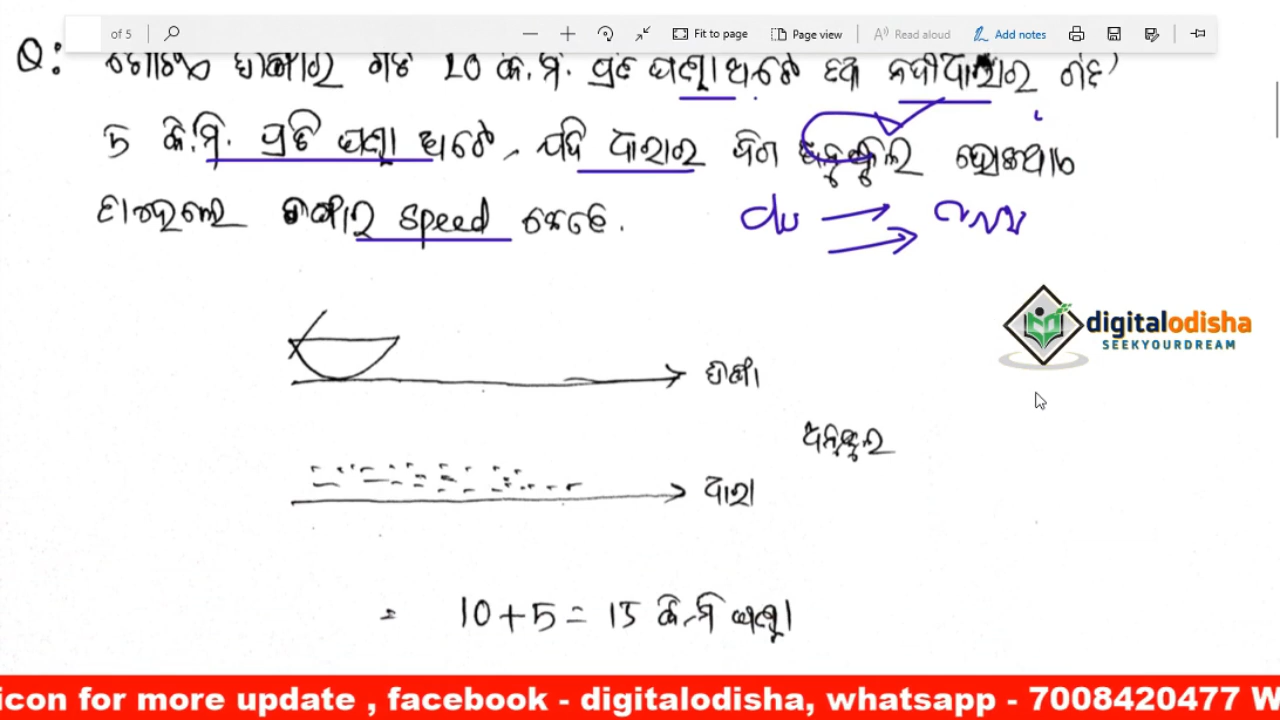 of 5 Fit to page Page view Read aloud Add notes
Q: ଗୋଟିଏ ଡଙ୍ଗାର ଗତି 10 କି.ମି. ପ୍ରତି ଘଣ୍ଟା ଅଟେ ଏବଂ ନଦୀଧାରାର ଗତି
5 କି.ମି. ପ୍ରତି ଘଣ୍ଟା ଅଟେ, ଯଦି ଧାରାର ଦିଗ ଅନୁକୂଳ
ଡଙ୍ଗାର speed କେତେ.
digitalodisha
SEEKYOURDREAM
ଡଙ୍ଗା
ଅନୁକୂଳ
ଧାରା
= 10+5=15 କି.ମି ଘଣ୍ଟା
icon for more update , facebook - digitalodisha, whatsapp - 7008420477 W